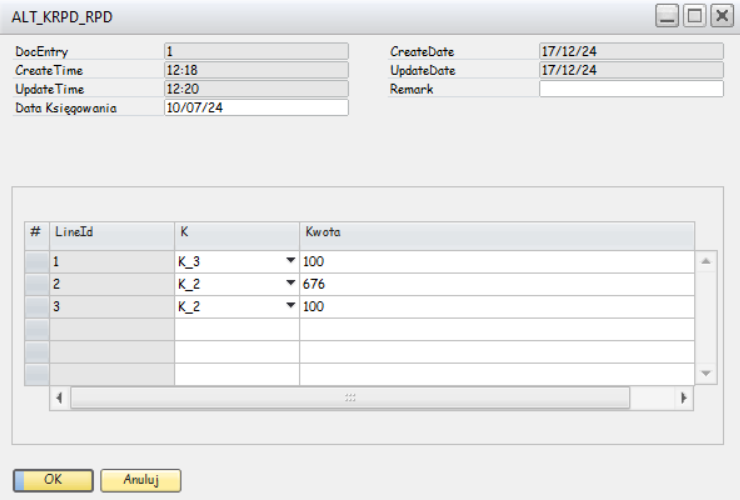 ALT_KRPD_RPD
DocEntry 1 CreateDate 17/12/24
CreateTime 12:18 UpdateDate 17/12/24
UpdateTime 12:20 Remark
Data Księgowania 10/07/24
# LineId K Kwota
1 K_3 100
2 K_2 676
3 K_2 100
OK Anuluj